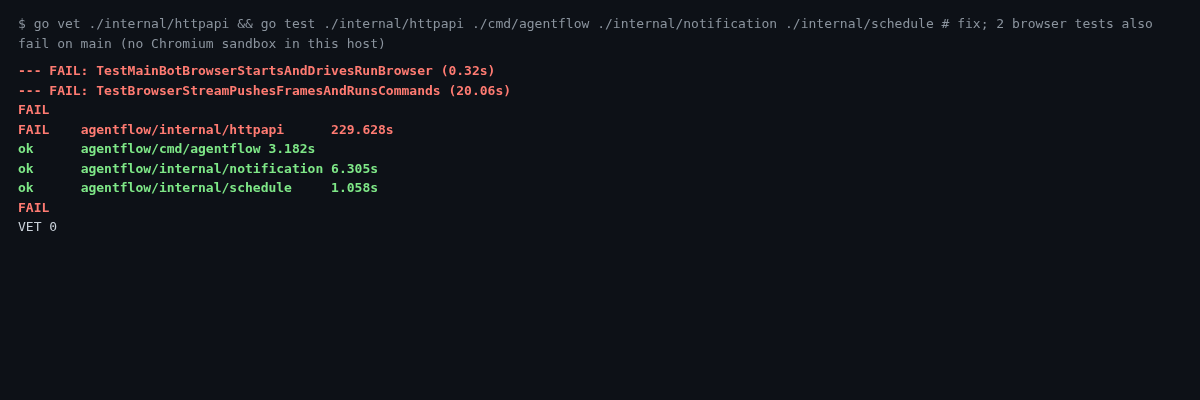 $ go vet ./internal/httpapi && go test ./internal/httpapi ./cmd/agentflow ./internal/notification ./internal/schedule # fix; 2 browser tests also
fail on main (no Chromium sandbox in this host)
--- FAIL: TestMainBotBrowserStartsAndDrivesRunBrowser (0.32s)
--- FAIL: TestBrowserStreamPushesFramesAndRunsCommands (20.06s)
FAIL
FAIL    agentflow/internal/httpapi      229.628s
ok      agentflow/cmd/agentflow 3.182s
ok      agentflow/internal/notification 6.305s
ok      agentflow/internal/schedule     1.058s
FAIL
VET 0